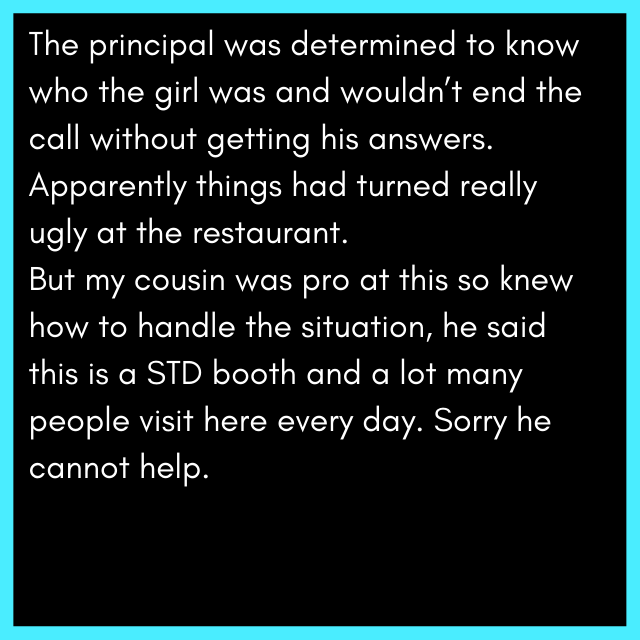 The principal was determined to know
who the girl was and wouldn’t end the
call without getting his answers.
Apparently things had turned really
ugly at the restaurant.
But my cousin was pro at this so knew
how to handle the situation, he said
this is a STD booth and a lot many
people visit here every day. Sorry he
cannot help.